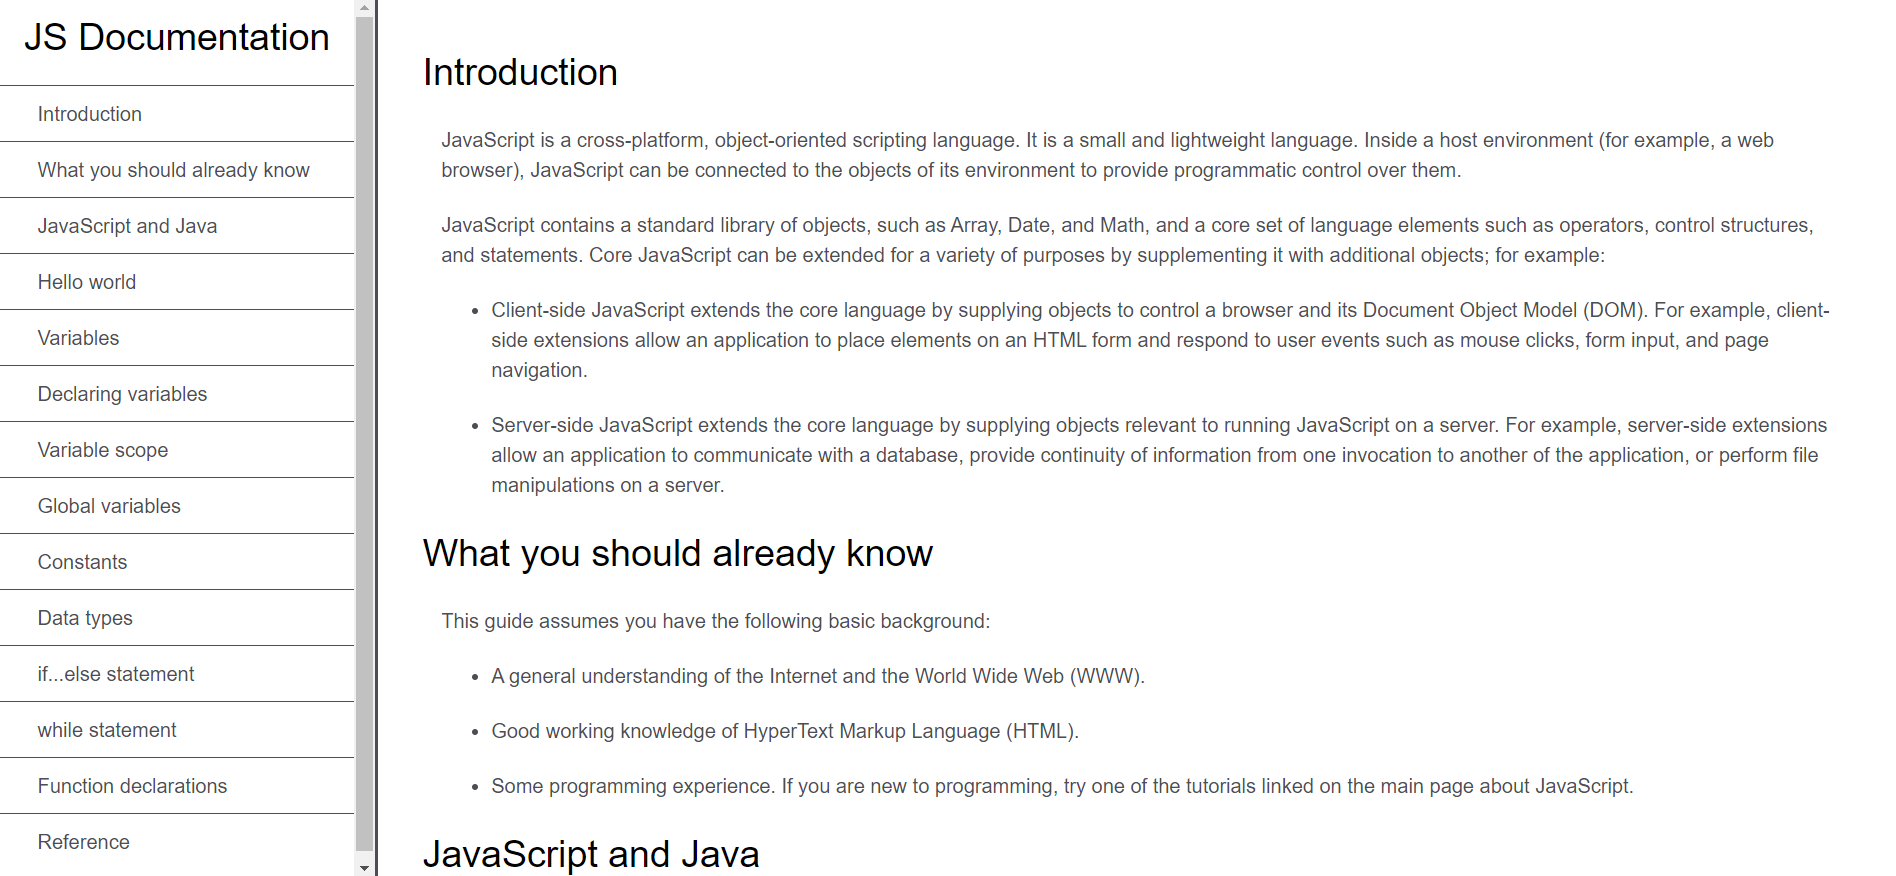 JS Documentation
Introduction
What you should already know
JavaScript and Java
Hello world
Variables
Declaring variables
Variable scope
Global variables
Constants
Data types
if...else statement
while statement
Function declarations
Reference
Introduction
JavaScript is a cross-platform, object-oriented scripting language. It is a small and lightweight language. Inside a host environment (for example, a web
browser), JavaScript can be connected to the objects of its environment to provide programmatic control over them.
JavaScript contains a standard library of objects, such as Array, Date, and Math, and a core set of language elements such as operators, control structures,
and statements. Core JavaScript can be extended for a variety of purposes by supplementing it with additional objects; for example:
• Client-side JavaScript extends the core language by supplying objects to control a browser and its Document Object Model (DOM). For example, client-
side extensions allow an application to place elements on an HTML form and respond to user events such as mouse clicks, form input, and page
navigation.
• Server-side JavaScript extends the core language by supplying objects relevant to running JavaScript on a server. For example, server-side extensions
allow an application to communicate with a database, provide continuity of information from one invocation to another of the application, or perform file
manipulations on a server.
What you should already know
This guide assumes you have the following basic background:
• A general understanding of the Internet and the World Wide Web (WWW).
• Good working knowledge of HyperText Markup Language (HTML).
• Some programming experience. If you are new to programming, try one of the tutorials linked on the main page about JavaScript.
JavaScript and Java